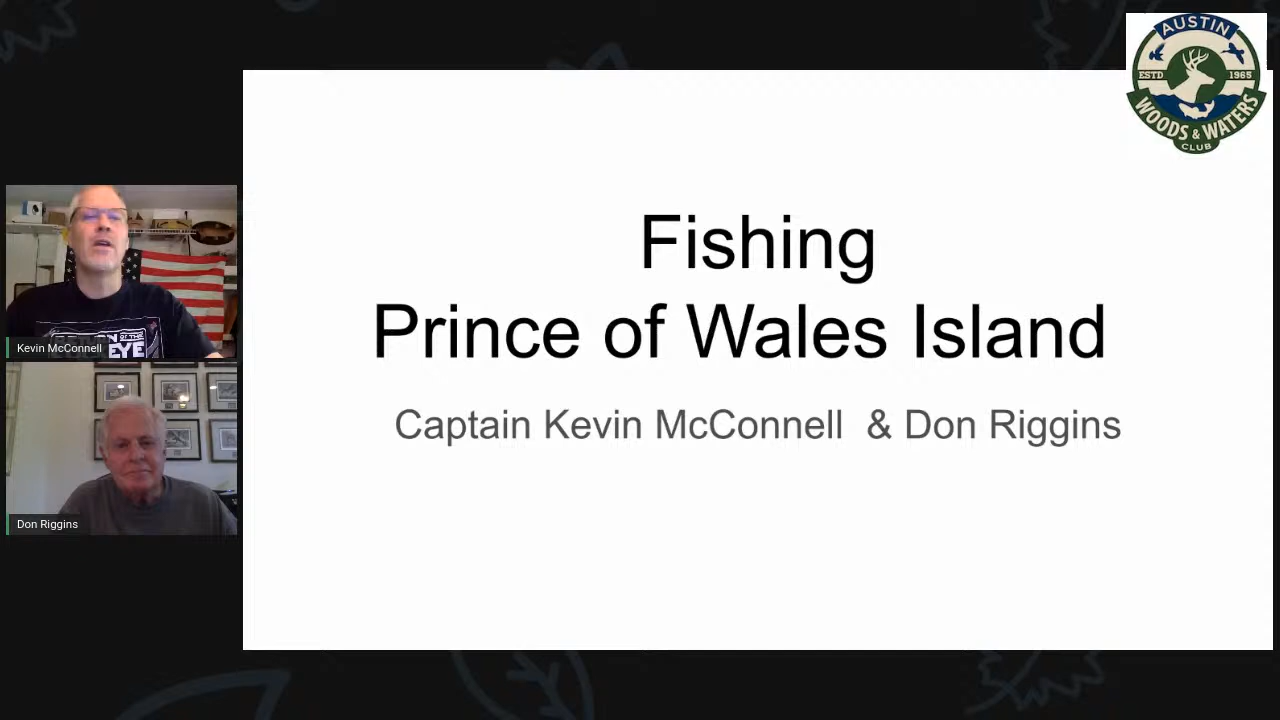 AUSTIN
ESTD 1965
WOODS & WATERS
CLUB
Fishing
Prince of Wales Island
Captain Kevin McConnell & Don Riggins
EYE
Kevin McConnell
Don Riggins